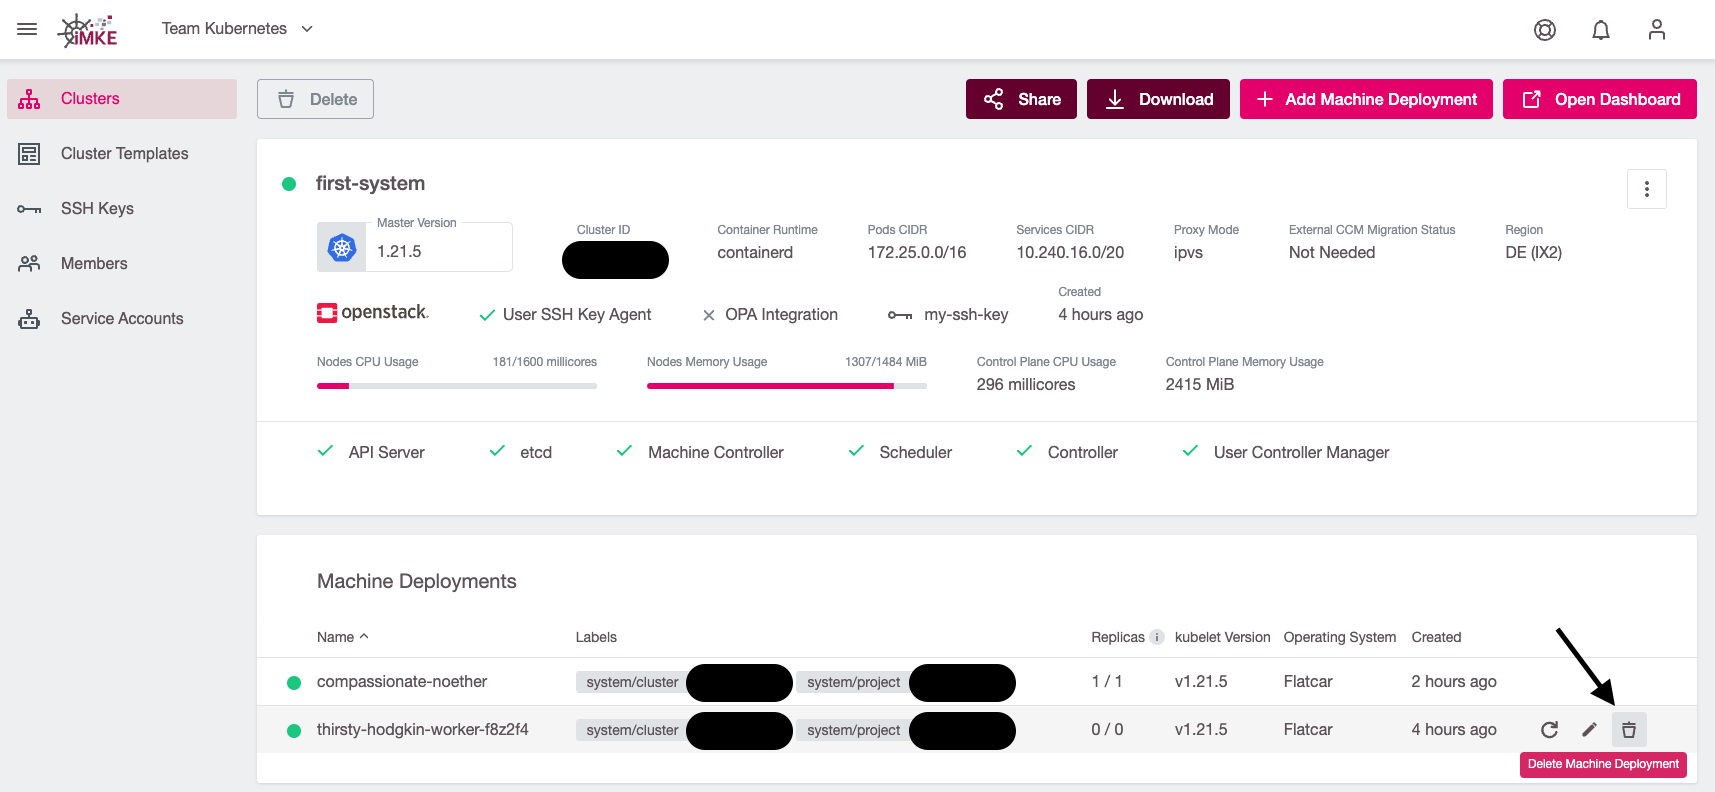 iMKE
Team Kubernetes
Clusters
Cluster Templates
SSH Keys
Members
Service Accounts
Delete
Share
Download
Add Machine Deployment
Open Dashboard
first-system
Master Version
1.21.5
Cluster ID
Container Runtime
containerd
Pods CIDR
172.25.0.0/16
Services CIDR
10.240.16.0/20
Proxy Mode
ipvs
External CCM Migration Status
Not Needed
Region
DE (IX2)
openstack.
User SSH Key Agent
OPA Integration
my-ssh-key
Created
4 hours ago
Nodes CPU Usage
181/1600 millicores
Nodes Memory Usage
1307/1484 MiB
Control Plane CPU Usage
296 millicores
Control Plane Memory Usage
2415 MiB
API Server
etcd
Machine Controller
Scheduler
Controller
User Controller Manager
Machine Deployments
Name Labels Replicas i kubelet Version Operating System Created
compassionate-noether system/cluster system/project 1 / 1 v1.21.5 Flatcar 2 hours ago
thirsty-hodgkin-worker-f8z2f4 system/cluster system/project 0 / 0 v1.21.5 Flatcar 4 hours ago
Delete Machine Deployment